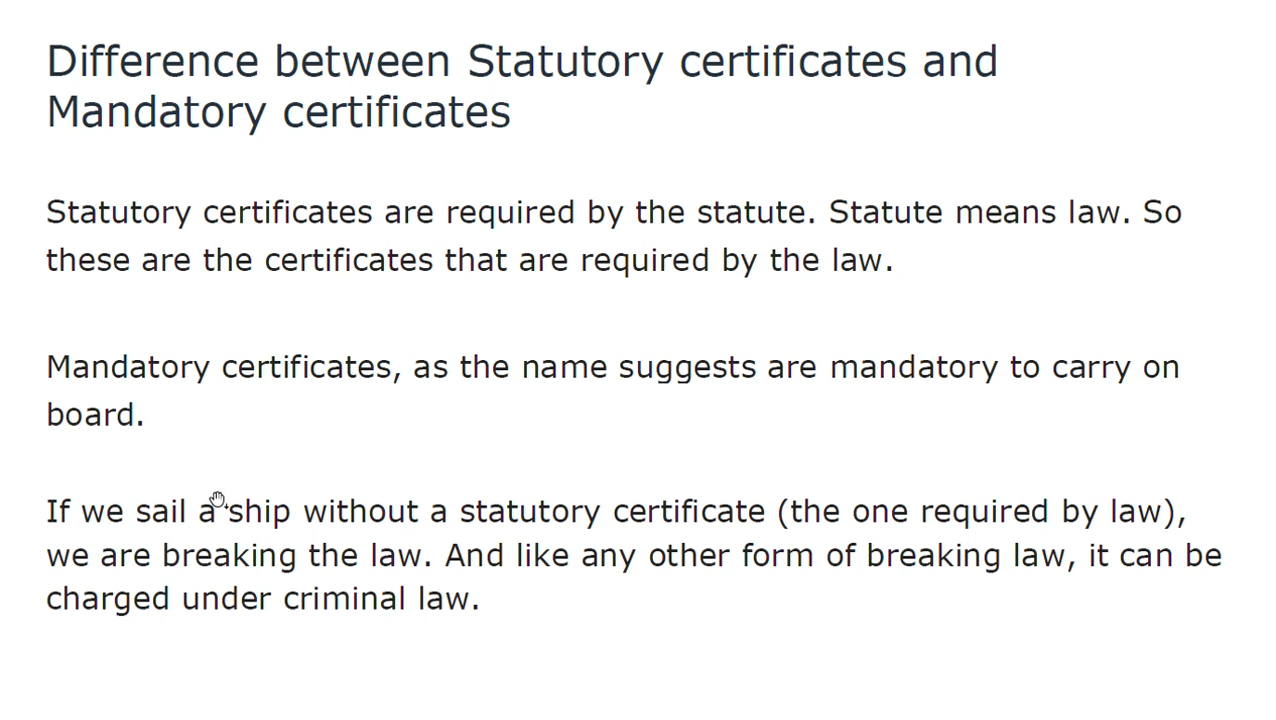 Difference between Statutory certificates and
Mandatory certificates
Statutory certificates are required by the statute. Statute means law. So
these are the certificates that are required by the law.
Mandatory certificates, as the name suggests are mandatory to carry on
board.
If we sail a ship without a statutory certificate (the one required by law),
we are breaking the law. And like any other form of breaking law, it can be
charged under criminal law.